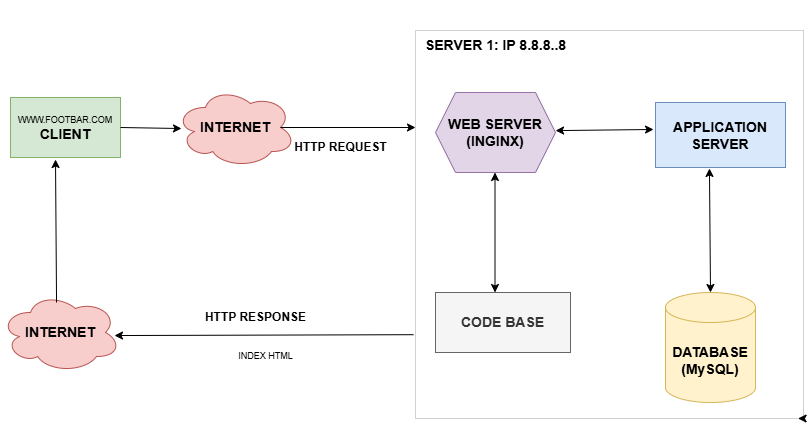 SERVER 1: IP 8.8.8..8
WWW.FOOTBAR.COM
CLIENT
INTERNET
HTTP REQUEST
WEB SERVER
(INGINX)
APPLICATION
SERVER
INTERNET
HTTP RESPONSE
INDEX HTML
CODE BASE
DATABASE
(MySQL)